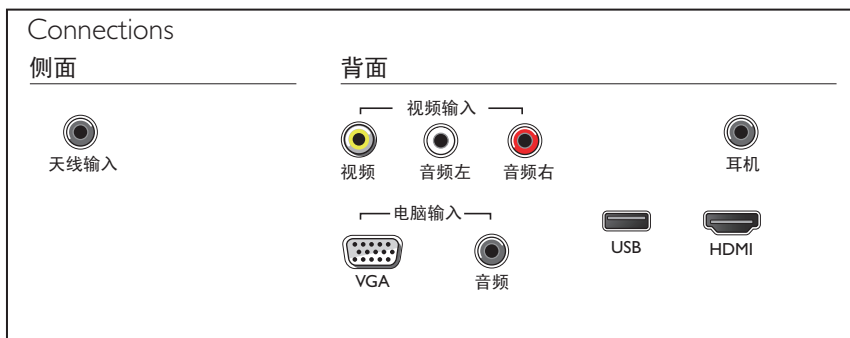 Connections
侧面
背面
天线输入
视频输入
视频
音频左
音频右
耳机
电脑输入
VGA
音频
USB
HDMI